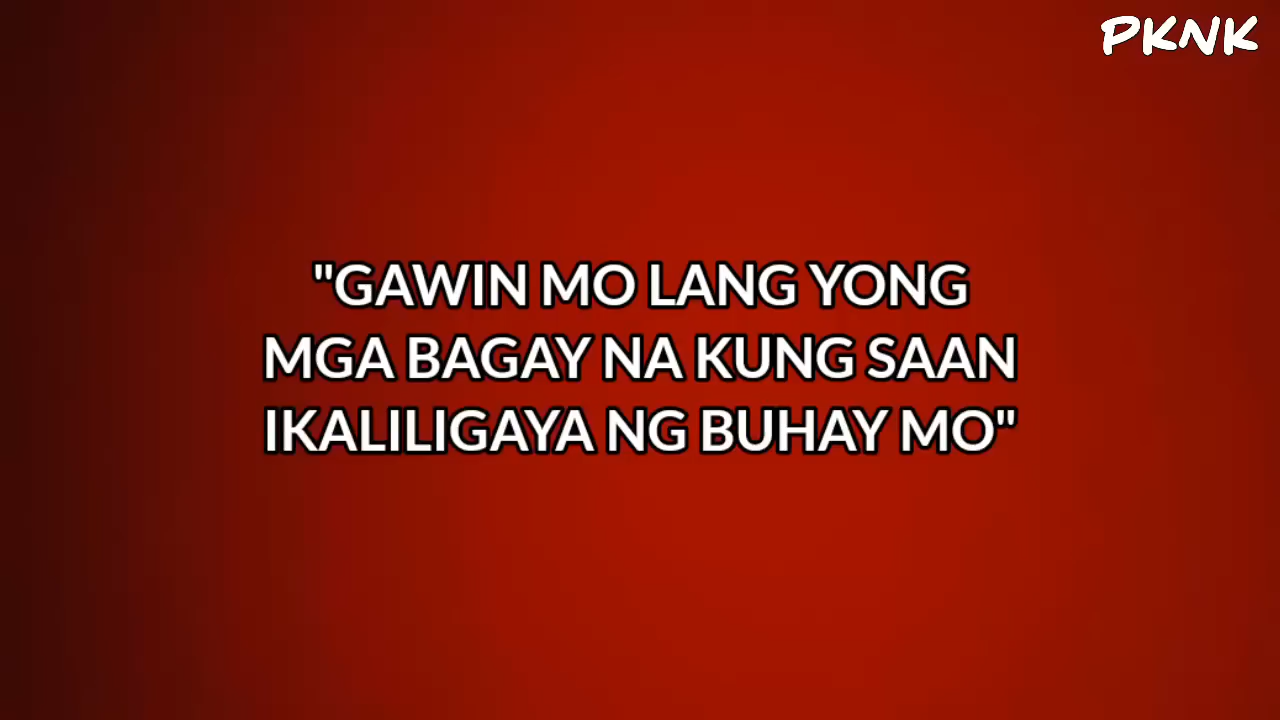 PKNK
"GAWIN MO LANG YONG
MGA BAGAY NA KUNG SAAN
IKALILIGAYA NG BUHAY MO"